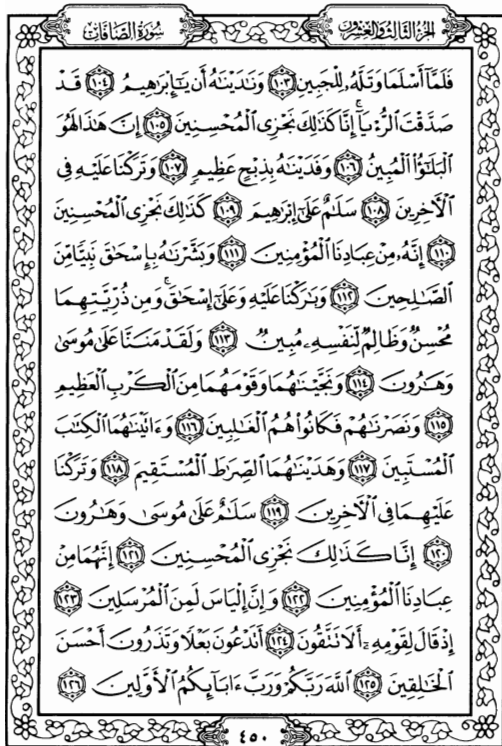 الجزء الثالث والعشرون
سورة الصافات
فَلَمَّآ أَسۡلَمَا وَتَلَّهُۥ لِلۡجَبِينِ ١٠٣ وَنَٰدَيۡنَٰهُ أَن يَٰٓإِبۡرَٰهِيمُ ١٠٤ قَدۡ
صَدَّقۡتَ ٱلرُّءۡيَآۚ إِنَّا كَذَٰلِكَ نَجۡزِي ٱلۡمُحۡسِنِينَ ١٠٥ إِنَّ هَٰذَا لَهُوَ
ٱلۡبَلَٰٓؤُاْ ٱلۡمُبِينُ ١٠٦ وَفَدَيۡنَٰهُ بِذِبۡحٍ عَظِيمٖ ١٠٧ وَتَرَكۡنَا عَلَيۡهِ فِي
ٱلۡأٓخِرِينَ ١٠٨ سَلَٰمٌ عَلَىٰٓ إِبۡرَٰهِيمَ ١٠٩ كَذَٰلِكَ نَجۡزِي ٱلۡمُحۡسِنِينَ
١١٠ إِنَّهُۥ مِنۡ عِبَادِنَا ٱلۡمُؤۡمِنِينَ ١١١ وَبَشَّرۡنَٰهُ بِإِسۡحَٰقَ نَبِيّٗا مِّنَ
ٱلصَّٰلِحِينَ ١١٢ وَبَٰرَكۡنَا عَلَيۡهِ وَعَلَىٰٓ إِسۡحَٰقَۚ وَمِن ذُرِّيَّتِهِمَا
مُحۡسِنٞ وَظَالِمٞ لِّنَفۡسِهِۦ مُبِينٞ ١١٣ وَلَقَدۡ مَنَنَّا عَلَىٰ مُوسَىٰ
وَهَٰرُونَ ١١٤ وَنَجَّيۡنَٰهُمَا وَقَوۡمَهُمَا مِنَ ٱلۡكَرۡبِ ٱلۡعَظِيمِ
١١٥ وَنَصَرۡنَٰهُمۡ فَكَانُواْ هُمُ ٱلۡغَٰلِبِينَ ١١٦ وَءَاتَيۡنَٰهُمَا ٱلۡكِتَٰبَ
ٱلۡمُسۡتَبِينَ ١١٧ وَهَدَيۡنَٰهُمَا ٱلصِّرَٰطَ ٱلۡمُسۡتَقِيمَ ١١٨ وَتَرَكۡنَا
عَلَيۡهِمَا فِي ٱلۡأٓخِرِينَ ١١٩ سَلَٰمٌ عَلَىٰ مُوسَىٰ وَهَٰرُونَ
١٢٠ إِنَّا كَذَٰلِكَ نَجۡزِي ٱلۡمُحۡسِنِينَ ١٢١ إِنَّهُمَا مِنۡ
عِبَادِنَا ٱلۡمُؤۡمِنِينَ ١٢٢ وَإِنَّ إِلۡيَاسَ لَمِنَ ٱلۡمُرۡسَلِينَ ١٢٣
إِذۡ قَالَ لِقَوۡمِهِۦٓ أَلَا تَتَّقُونَ ١٢٤ أَتَدۡعُونَ بَعۡلٗا وَتَذَرُونَ أَحۡسَنَ
ٱلۡخَٰلِقِينَ ١٢٥ ٱللَّهَ رَبَّكُمۡ وَرَبَّ ءَابَآئِكُمُ ٱلۡأَوَّلِينَ ١٢٦
٤٥٠